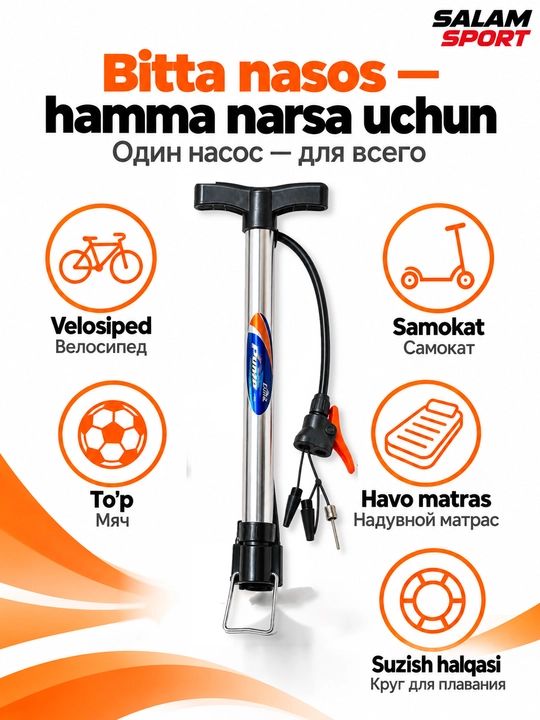 SALAM
SPORT
Bitta nasos —
hamma narsa uchun
Один насос — для всего
Velosiped
Велосипед
Samokat
Самокат
Pump
To'p
Мяч
Havo matras
Надувной матрас
Suzish halqasi
Круг для плавания